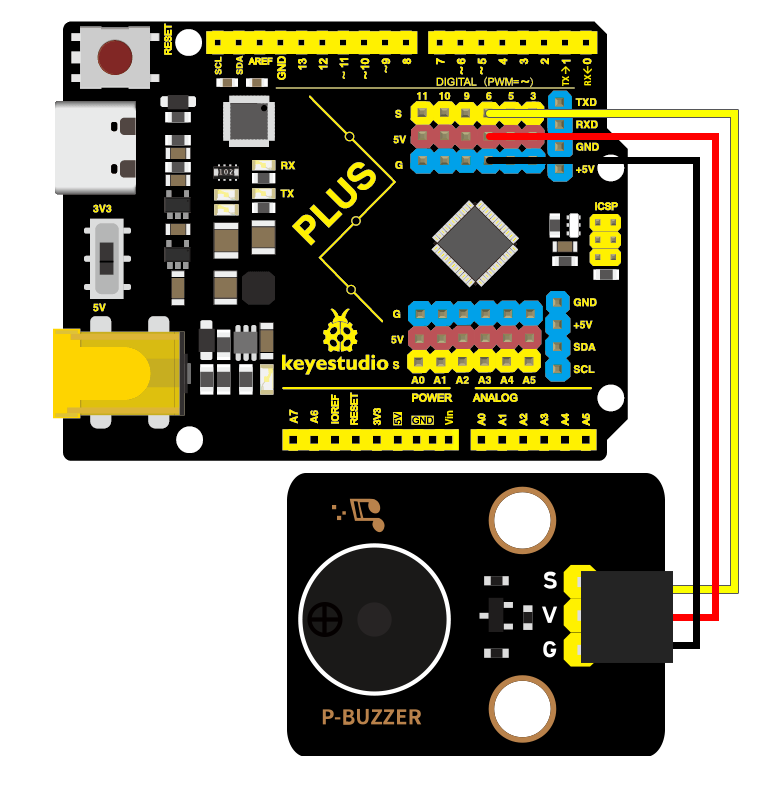 RESET
SCL
SDA
AREF
GND
13
12
~11
~10
~9
8
7
~6
~5
4
~3
2
TX→1
RX←0
DIGITAL (PWM=~)
11 10 9 6 5 3
S
5V
G
TXD
RXD
GND
+5V
102
RX
TX
PLUS
3V3
5V
ICSP
G
5V
S
A0 A1 A2 A3 A4 A5
GND
+5V
SDA
SCL
keyestudio
POWER
ANALOG
A7
A6
IOREF
RESET
3V3
5V
GND
Vin
A0
A1
A2
A3
A4
A5
S
V
G
P-BUZZER